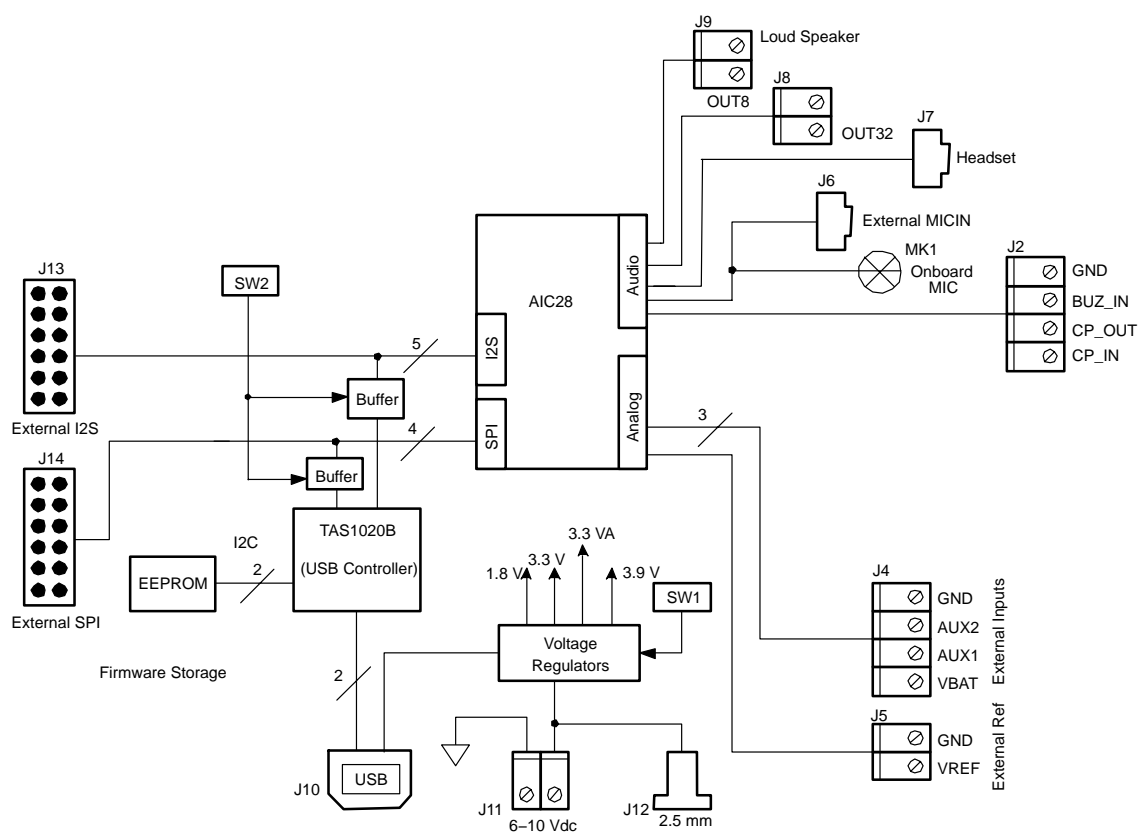 J9
Loud Speaker
OUT8
J8
OUT32
J7
Headset
J6
External MICIN
MK1
Onboard
MIC
J2
GND
BUZ_IN
CP_OUT
CP_IN
J13
External I2S
SW2
5
I2S
AIC28
Audio
Buffer
4
SPI
Analog
3
J14
External SPI
Buffer
TAS1020B
(USB Controller)
I2C
2
EEPROM
Firmware Storage
2
1.8 V
3.3 V
3.3 VA
3.9 V
SW1
Voltage
Regulators
J4
GND
AUX2
AUX1
VBAT
External Inputs
J5
GND
VREF
External Ref
J10
USB
J11
6–10 Vdc
J12
2.5 mm